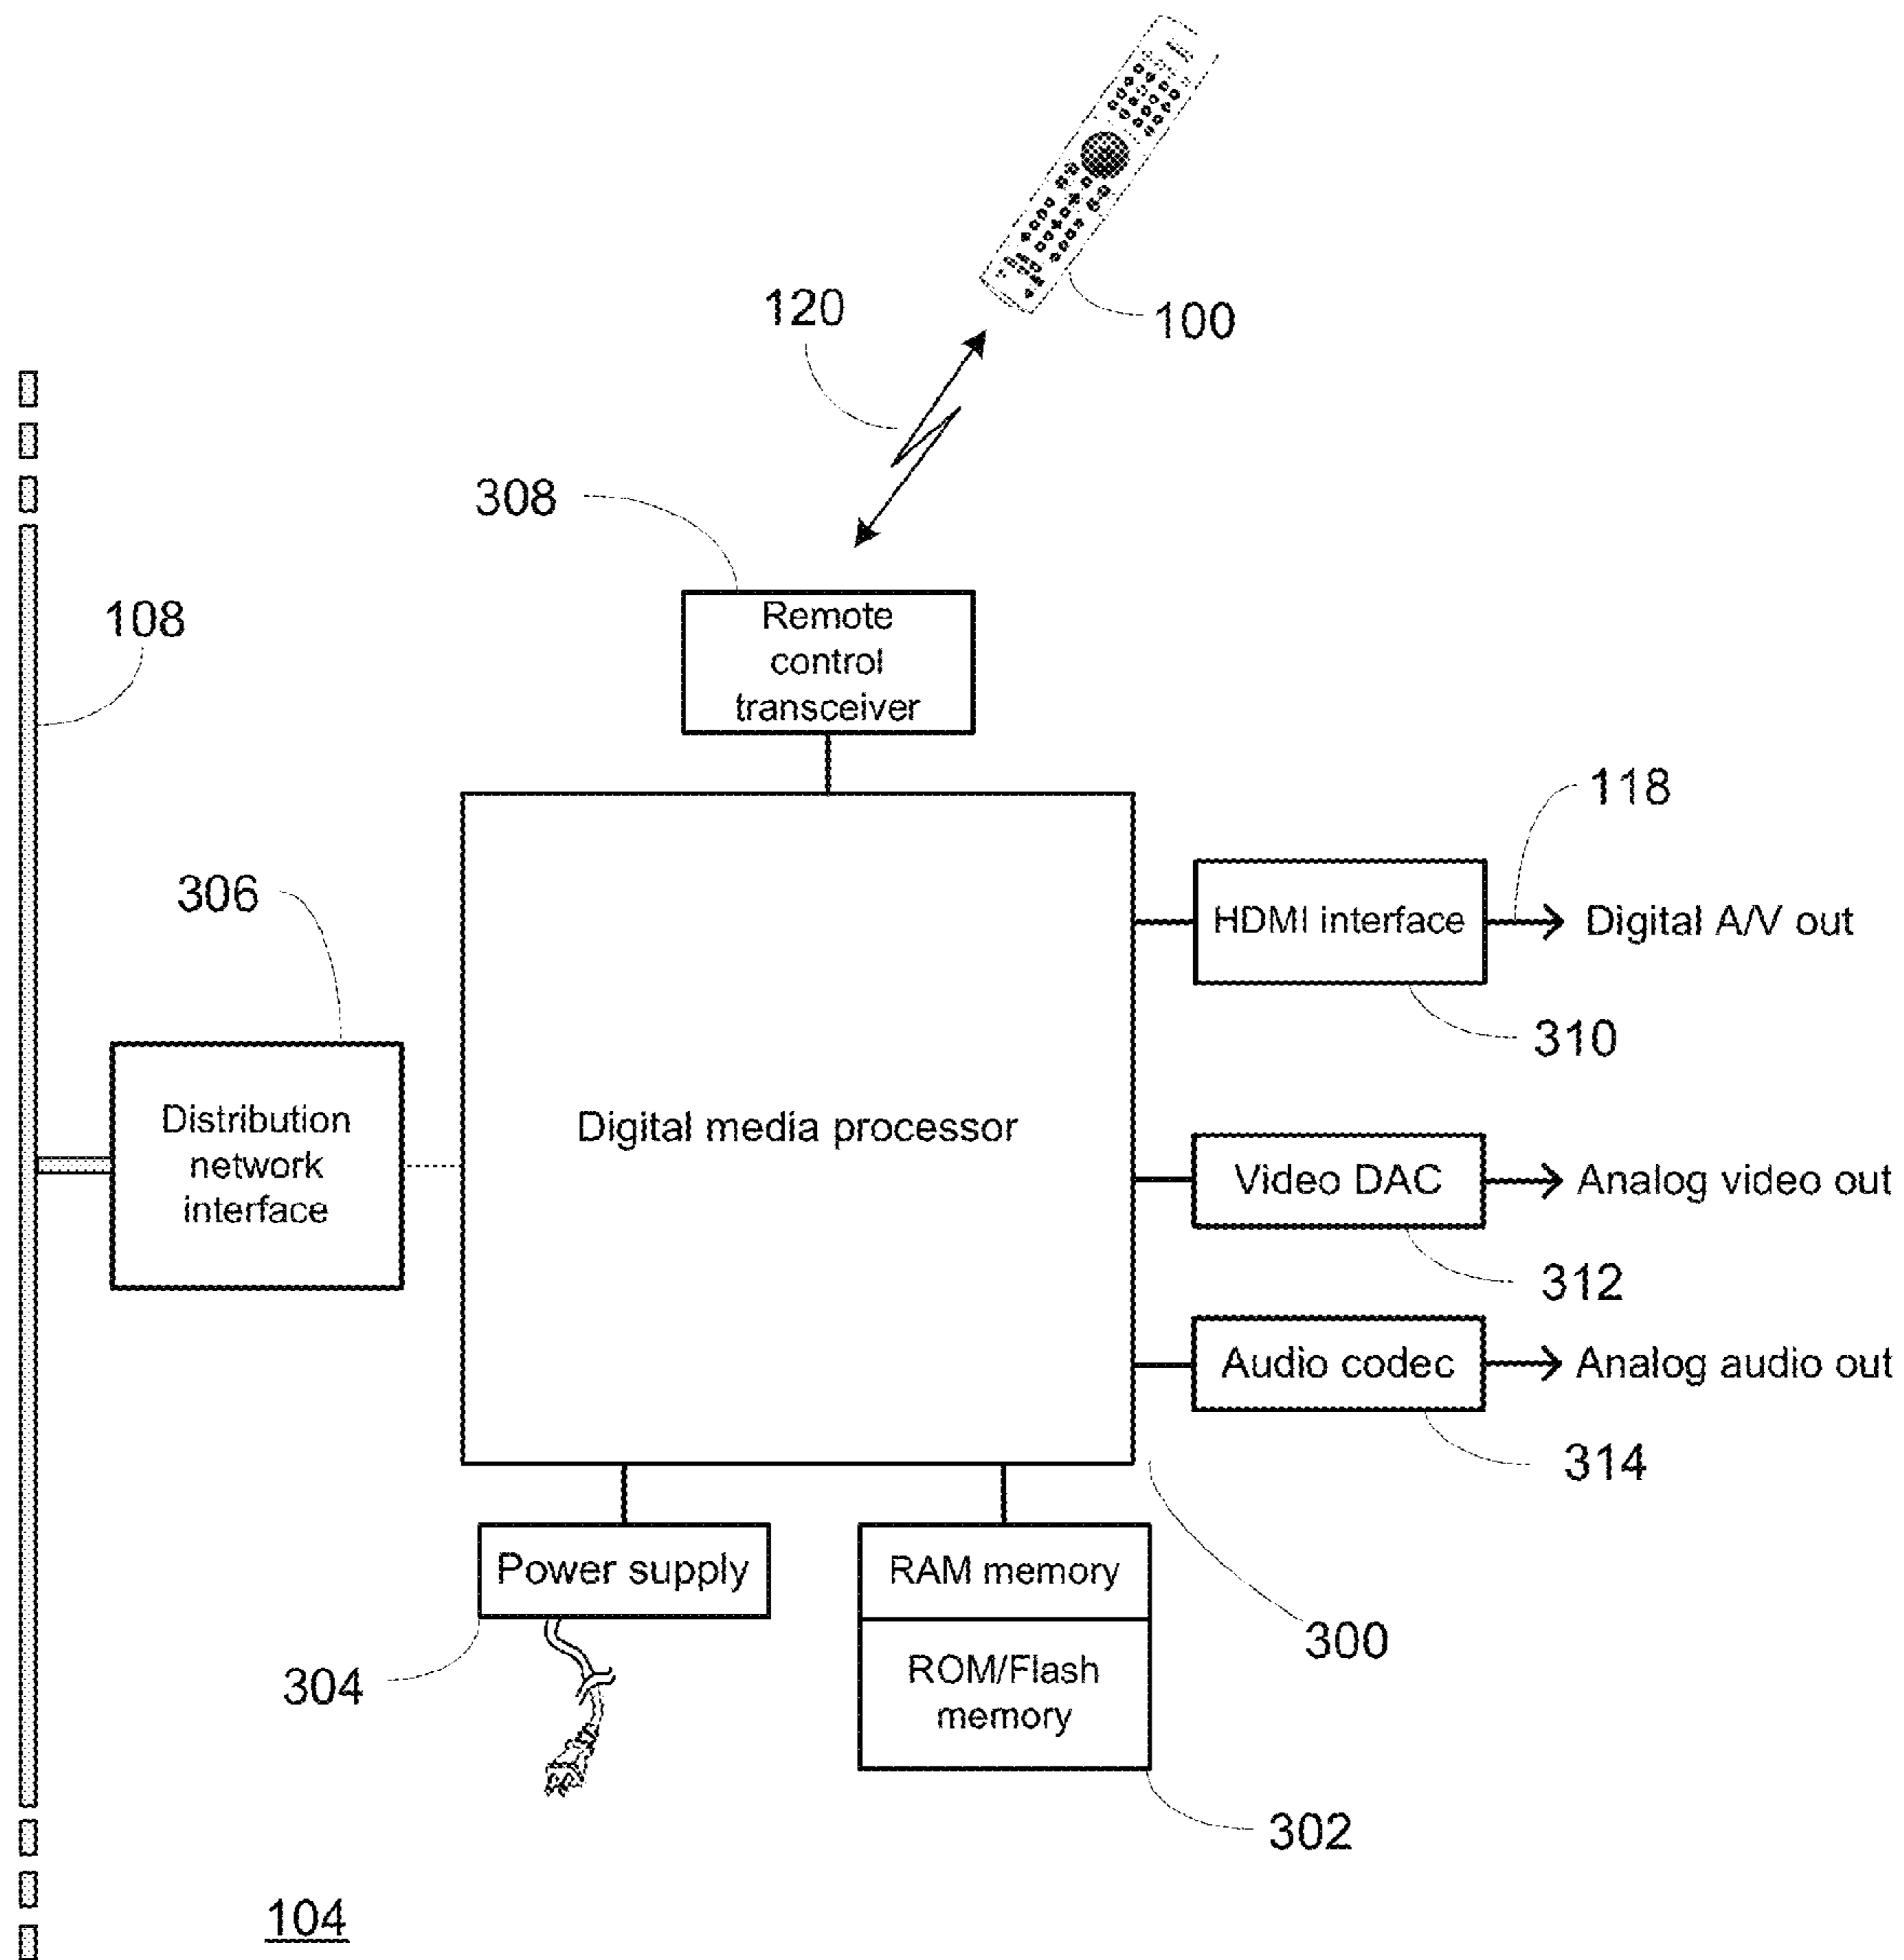 120
100
308
Remote
control
transceiver
108
118
306
HDMI interface
Digital A/V out
310
Distribution
network
interface
Digital media processor
Video DAC
Analog video out
312
Audio codec
Analog audio out
314
Power supply
RAM memory
300
304
ROM/Flash
memory
302
104